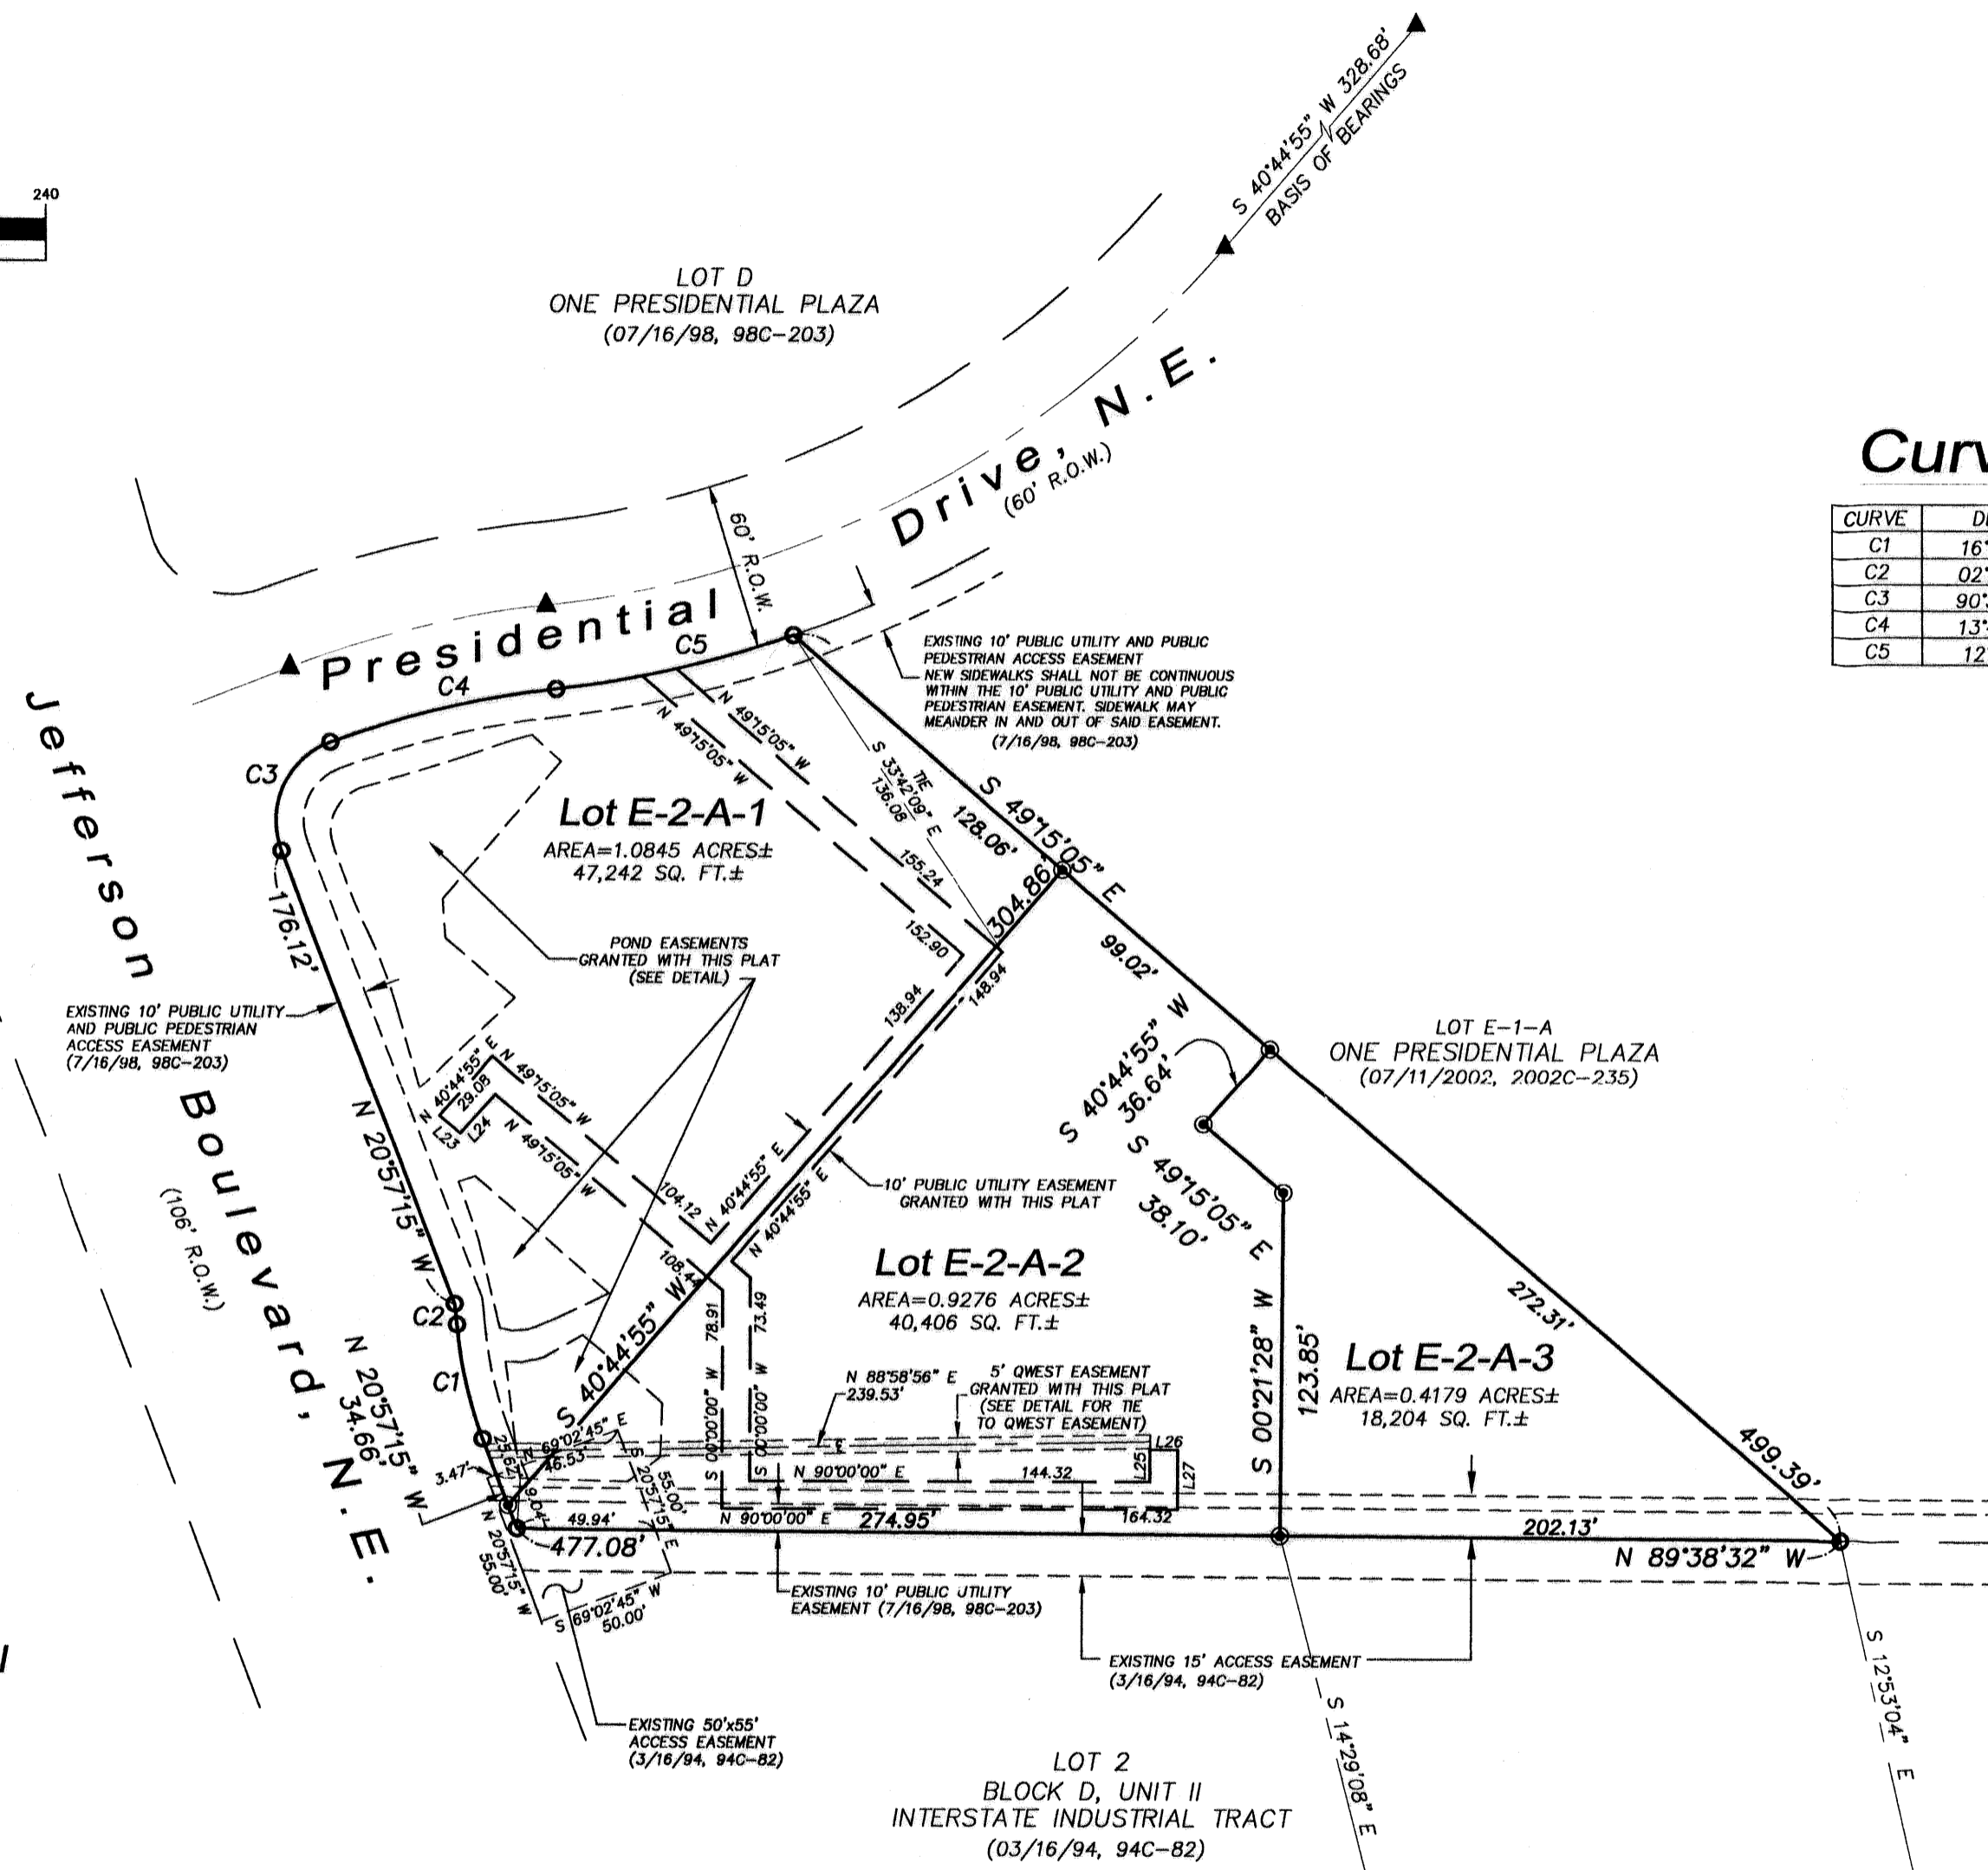 240
S 40°44'55" W 328.68'
BASIS OF BEARINGS
LOT D
ONE PRESIDENTIAL PLAZA
(07/16/98, 98C-203)
Presidential Drive, N.E.
(60' R.O.W.)
60' R.O.W.
Curv
CURVE
C1 16°
C2 02°
C3 90°
C4 13°
C5 12°
C5
C4
C3
EXISTING 10' PUBLIC UTILITY AND PUBLIC
PEDESTRIAN ACCESS EASEMENT
NEW SIDEWALKS SHALL NOT BE CONTINUOUS
WITHIN THE 10' PUBLIC UTILITY AND PUBLIC
PEDESTRIAN EASEMENT. SIDEWALK MAY
MEANDER IN AND OUT OF SAID EASEMENT.
(7/16/98, 98C-203)
N 49°15'05" W
N 49°15'05" W
TIE
S 33°42'09" E
136.08
S 49°15'05" E
128.06'
155.24
152.90
304.86'
99.02'
148.94
138.94
Lot E-2-A-1
AREA=1.0845 ACRES±
47,242 SQ. FT.±
POND EASEMENTS
GRANTED WITH THIS PLAT
(SEE DETAIL)
176.12'
Jefferson Boulevard, N.E.
(106' R.O.W.)
EXISTING 10' PUBLIC UTILITY
AND PUBLIC PEDESTRIAN
ACCESS EASEMENT
(7/16/98, 98C-203)
N 20°57'15" W
N 40°44'55" E
29.08
L23
L24
N 49°15'05" W
N 49°15'05" W
104.12
108.44
N 40°44'55" E
N 40°44'55" E
S 40°44'55" W
10' PUBLIC UTILITY EASEMENT
GRANTED WITH THIS PLAT
S 40°44'55" W
36.64'
S 49°15'05" E
38.10'
LOT E-1-A
ONE PRESIDENTIAL PLAZA
(07/11/2002, 2002C-235)
Lot E-2-A-2
AREA=0.9276 ACRES±
40,406 SQ. FT.±
S 00°21'28" W
123.85'
272.31'
Lot E-2-A-3
AREA=0.4179 ACRES±
18,204 SQ. FT.±
499.39'
C2
C1
N 20°57'15" W
34.66'
S 00°00'00" W 78.91
S 00°00'00" W 73.49
N 88°58'56" E
239.53'
5' QWEST EASEMENT
GRANTED WITH THIS PLAT
(SEE DETAIL FOR TIE
TO QWEST EASEMENT)
L26
L25
L27
N 69°02'45" E
46.53'
25.62'
3.47'
9.04'
S 20°57'15" E
55.00'
N 90°00'00" E 144.32
N 90°00'00" E
164.32
49.94'
274.95'
477.08'
202.13'
N 89°38'32" W
N 20°57'15" W
55.00'
S 69°02'45" W
50.00'
EXISTING 10' PUBLIC UTILITY
EASEMENT (7/16/98, 98C-203)
EXISTING 15' ACCESS EASEMENT
(3/16/94, 94C-82)
EXISTING 50'x55'
ACCESS EASEMENT
(3/16/94, 94C-82)
S 14°29'08" E
S 12°53'04" E
LOT 2
BLOCK D, UNIT II
INTERSTATE INDUSTRIAL TRACT
(03/16/94, 94C-82)